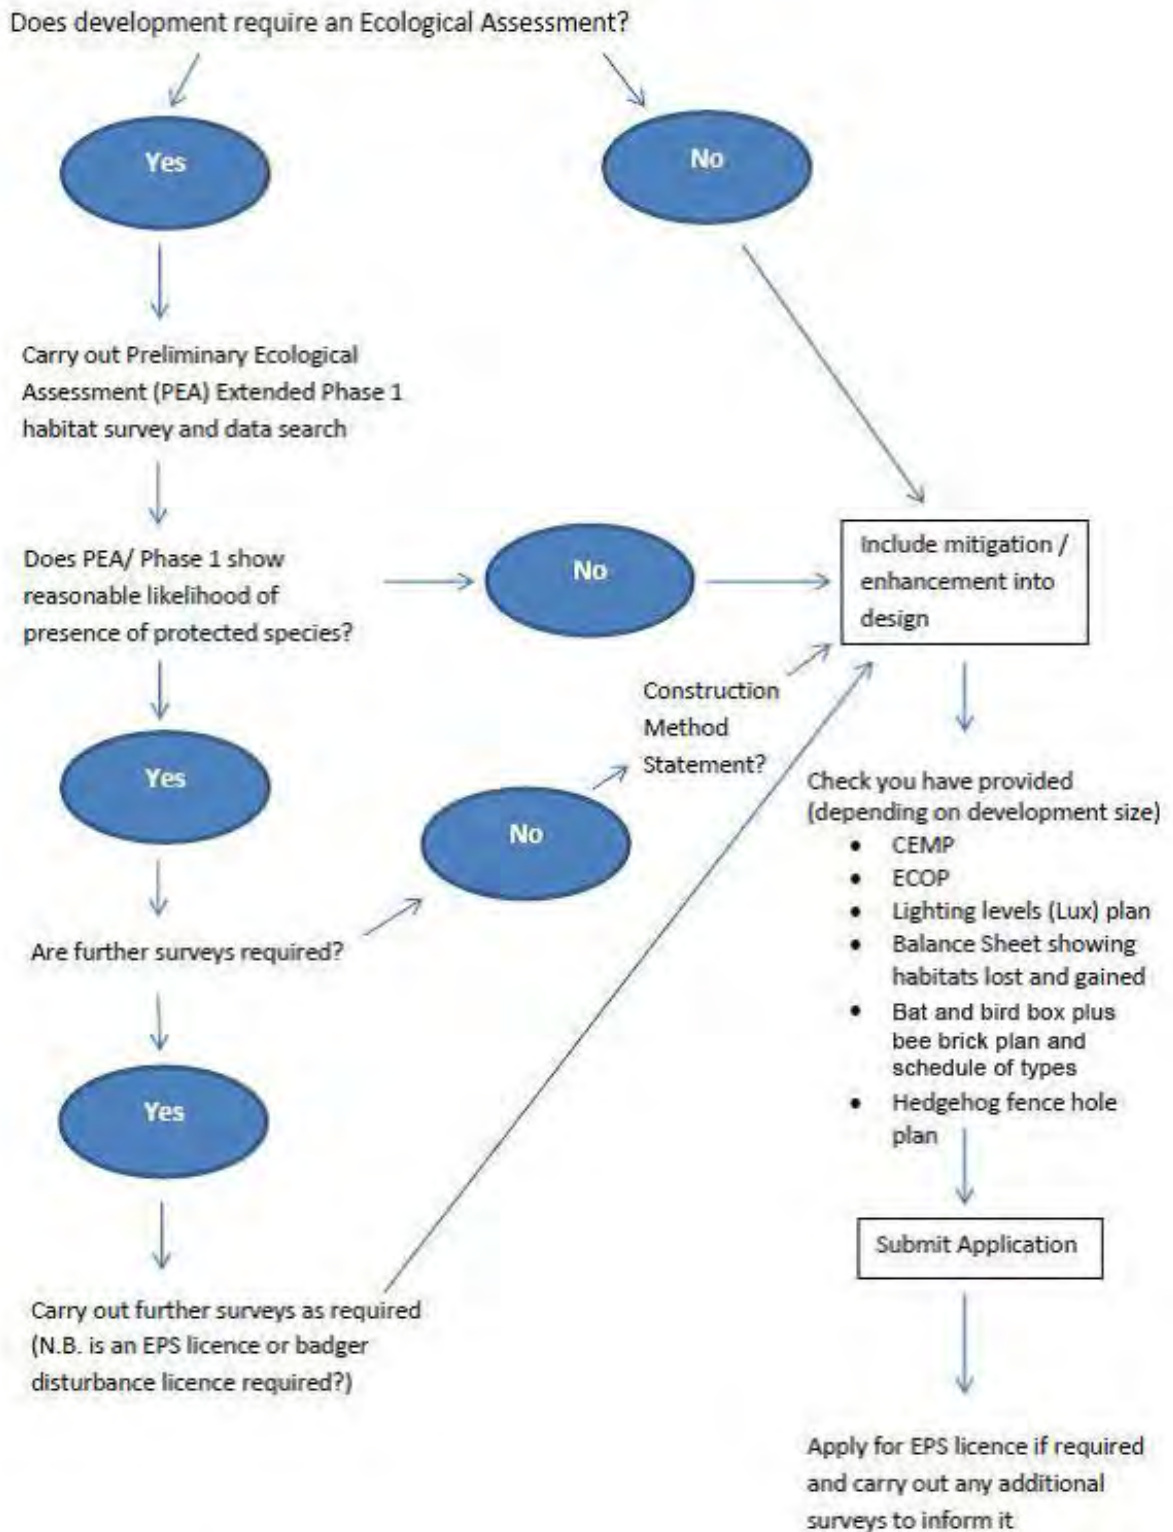 Does development require an Ecological Assessment?
Yes
No
Carry out Preliminary Ecological
Assessment (PEA) Extended Phase 1
habitat survey and data search
Does PEA/ Phase 1 show
reasonable likelihood of
presence of protected species?
No
Include mitigation /
enhancement into
design
Yes
Construction
Method
Statement?
No
Are further surveys required?
Yes
Carry out further surveys as required
(N.B. is an EPS licence or badger
disturbance licence required?)
Check you have provided
(depending on development size)
• CEMP
• ECOP
• Lighting levels (Lux) plan
• Balance Sheet showing
habitats lost and gained
• Bat and bird box plus
bee brick plan and
schedule of types
• Hedgehog fence hole
plan
Submit Application
Apply for EPS licence if required
and carry out any additional
surveys to inform it